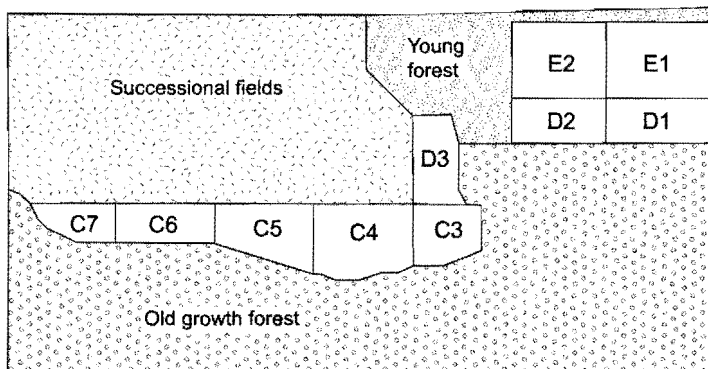 Young
forest
E2 E1
Successional fields
D2 D1
D3
C7 C6 C5 C4 C3
Old growth forest